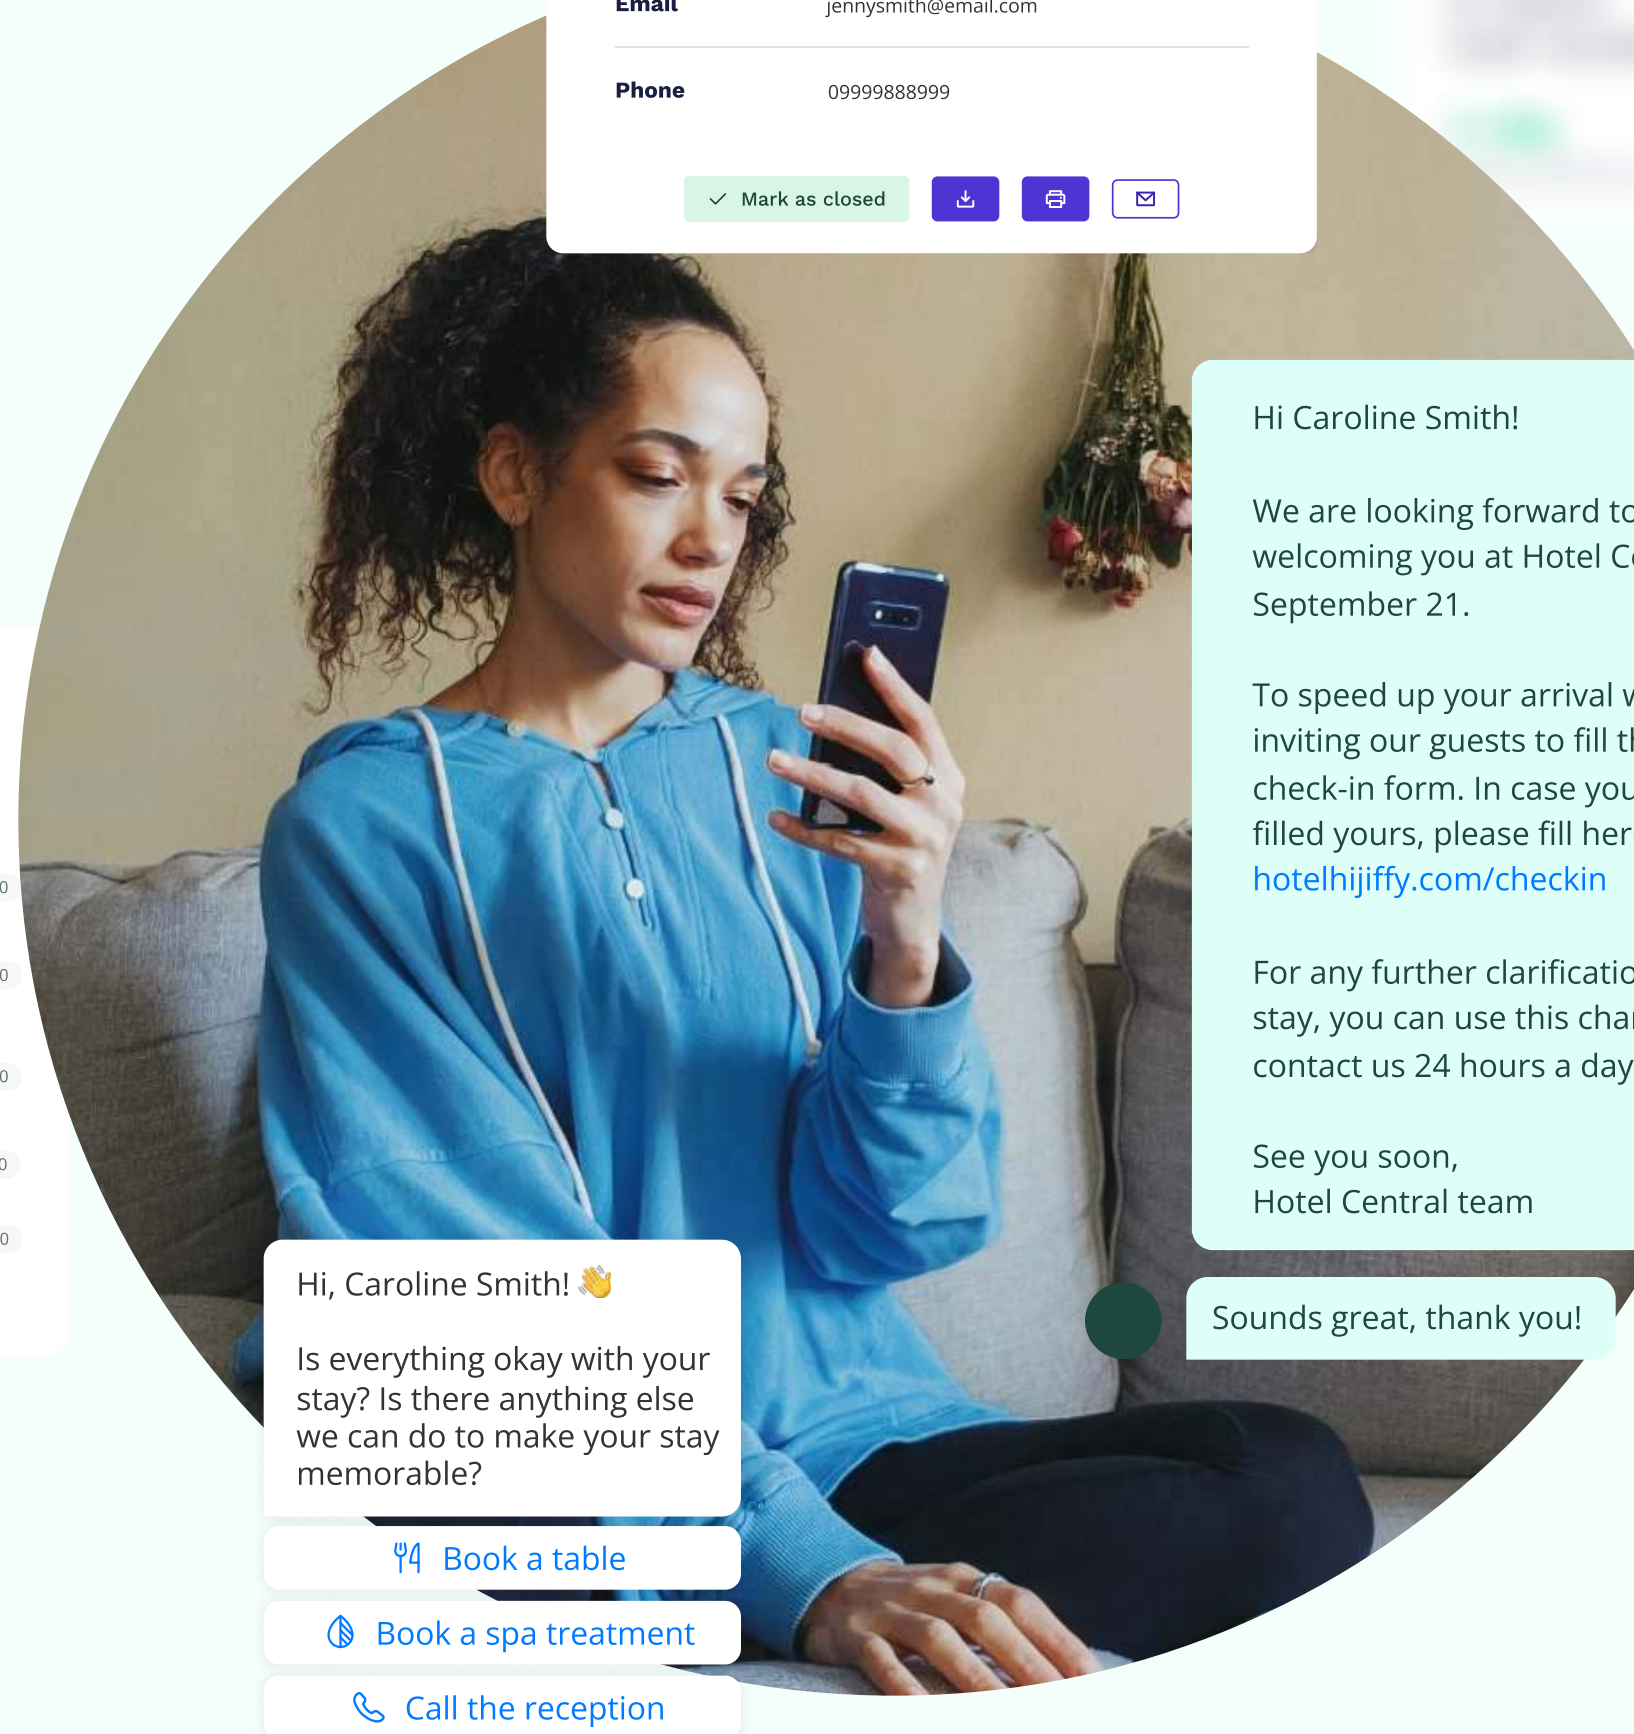 Email jennysmith@email.com
Phone 09999888999
Mark as closed
Hi Caroline Smith!
We are looking forward to
welcoming you at Hotel
September 21.
To speed up your arrival
inviting our guests to fill
check-in form. In case you
filled yours, please fill
hotelhijiffy.com/checkin
For any further
stay, you can use this
contact us 24 hours a day
See you soon,
Hotel Central team
Sounds great, thank you!
Hi, Caroline Smith! 👋
Is everything okay with your
stay? Is there anything else
we can do to make your stay
memorable?
Book a table
Book a spa treatment
Call the reception
0
0
0
0
0